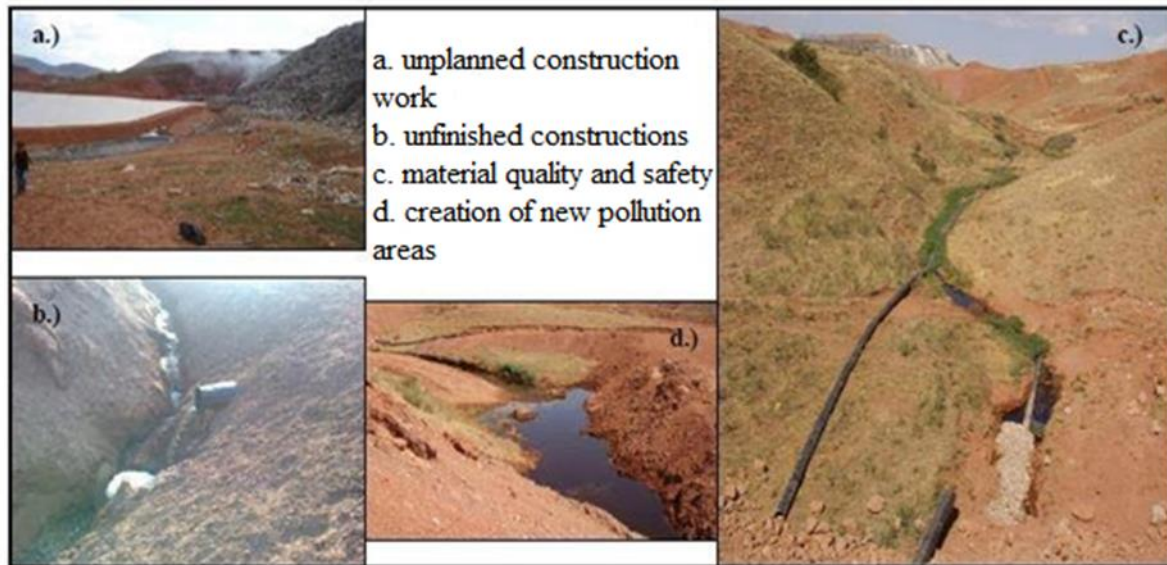 a.)
a. unplanned construction
work
b. unfinished constructions
c. material quality and safety
d. creation of new pollution
areas
c.)
b.)
d.)